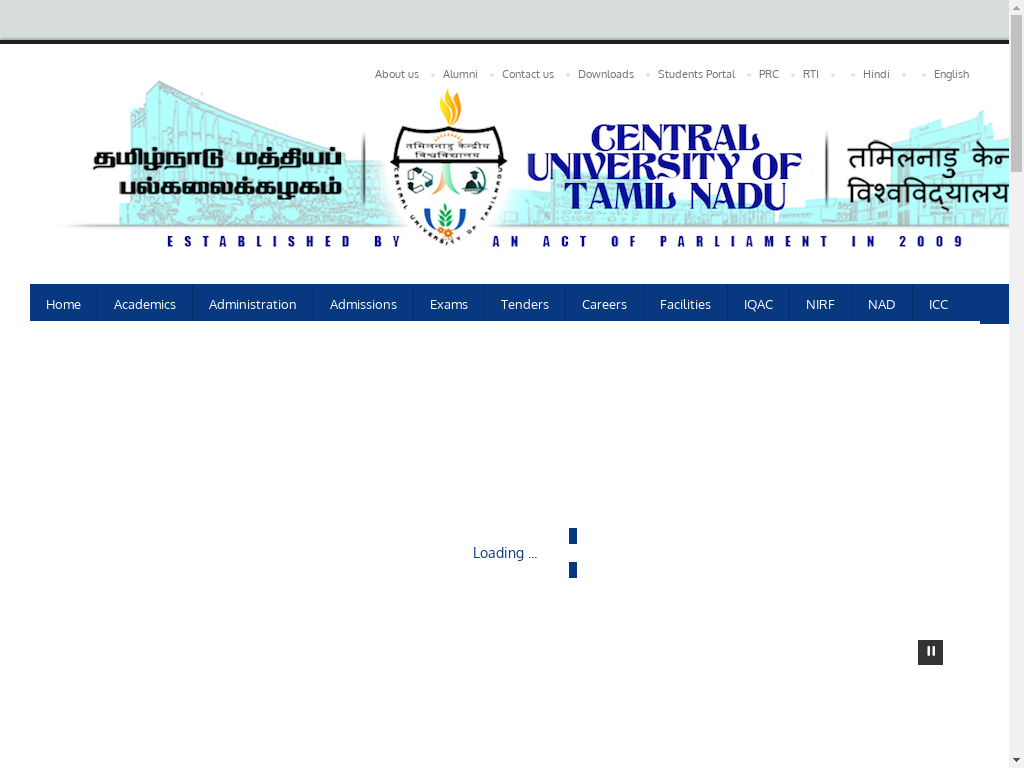 About us Alumni Contact us Downloads Students Portal PRC RTI Hindi English
தமிழ்நாடு மத்தியப்
பல்கலைக்கழகம்
तमिलनाडु केन्द्रीय
विश्वविद्यालय
CENTRAL UNIVERSITY OF TAMILNADU
CENTRAL
UNIVERSITY OF
TAMIL NADU
तमिलनाडु
विश्वविद्यालय
ESTABLISHED BY AN ACT OF PARLIAMENT IN 2009
Home Academics Administration Admissions Exams Tenders Careers Facilities IQAC NIRF NAD ICC
Loading ...